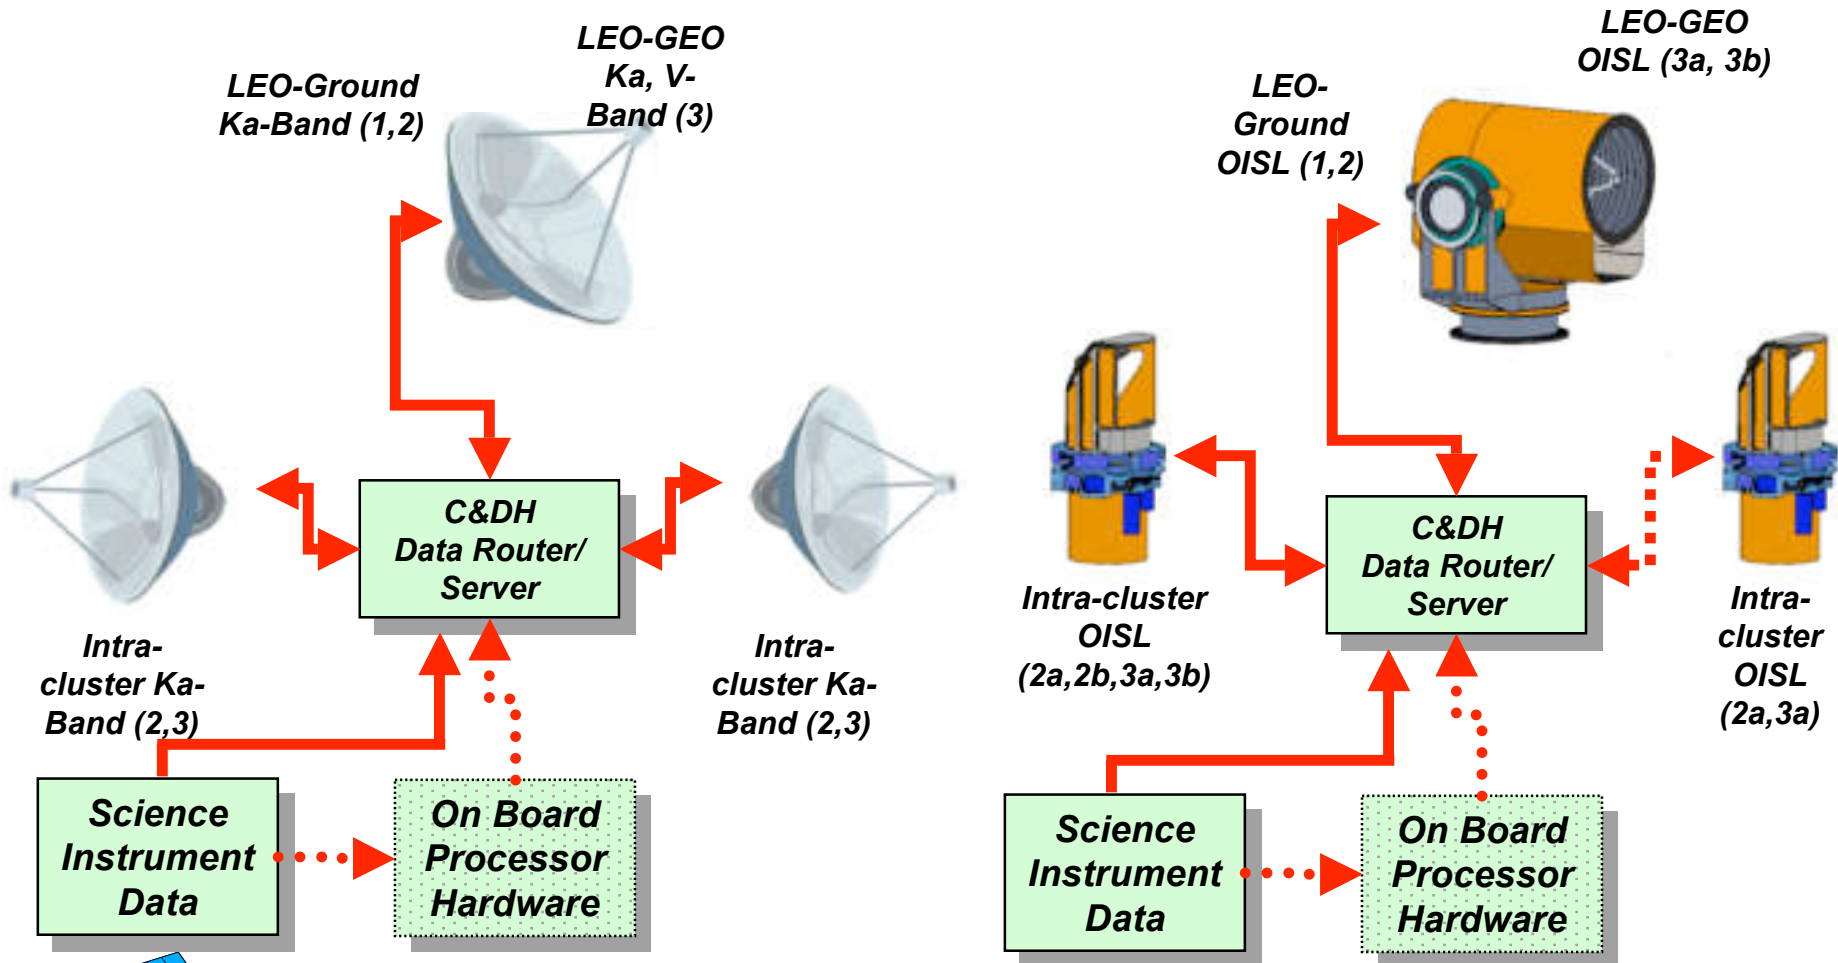 LEO-Ground
Ka-Band (1,2)
LEO-GEO
Ka, V-
Band (3)
C&DH
Data Router/
Server
Intra-
cluster Ka-
Band (2,3)
Intra-
cluster Ka-
Band (2,3)
Science
Instrument
Data
On Board
Processor
Hardware
LEO-
Ground
OISL (1,2)
LEO-GEO
OISL (3a, 3b)
C&DH
Data Router/
Server
Intra-cluster
OISL
(2a,2b,3a,3b)
Intra-
cluster
OISL
(2a,3a)
Science
Instrument
Data
On Board
Processor
Hardware